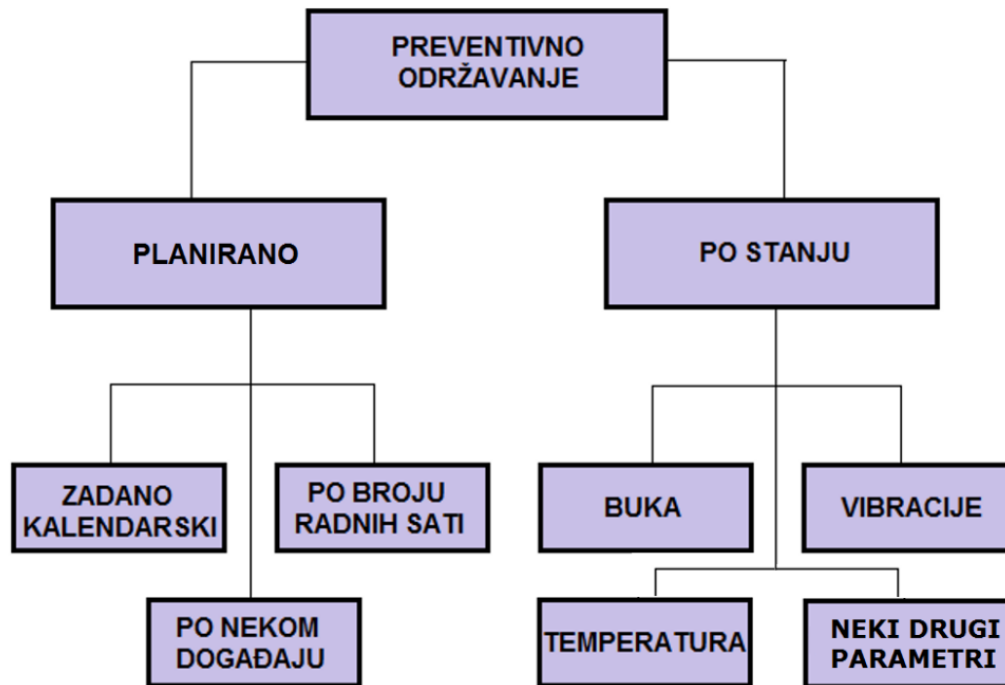 PREVENTIVNO
ODRŽAVANJE
PLANIRANO
PO STANJU
ZADANO
KALENDARSKI
PO BROJU
RADNIH SATI
BUKA
VIBRACIJE
PO NEKOM
DOGAĐAJU
TEMPERATURA
NEKI DRUGI
PARAMETRI